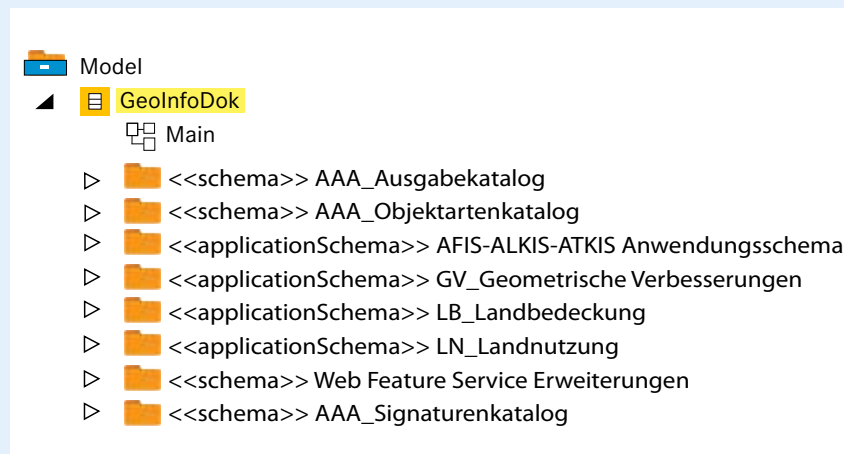 Model
GeoInfoDok
Main
<<schema>> AAA_Ausgabekatalog
<<schema>> AAA_Objektartenkatalog
<<applicationSchema>> AFIS-ALKIS-ATKIS Anwendungsschema
<<applicationSchema>> GV_Geometrische Verbesserungen
<<applicationSchema>> LB_Landbedeckung
<<applicationSchema>> LN_Landnutzung
<<schema>> Web Feature Service Erweiterungen
<<schema>> AAA_Signaturenkatalog